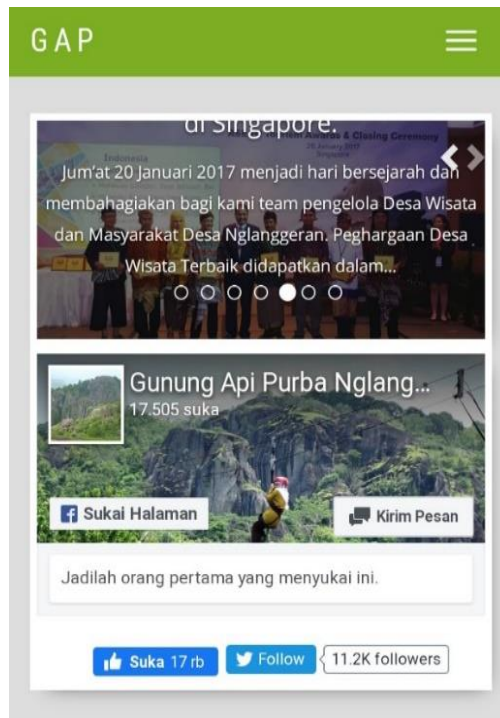 GAP
di Singapore.
Jum'at 20 Januari 2017 menjadi hari bersejarah dan
membahagiakan bagi kami team pengelola Desa Wisata
dan Masyarakat Desa Nglanggeran. Peghargaan Desa
Wisata Terbaik didapatkan dalam...
Gunung Api Purba Nglang...
17.505 suka
Sukai Halaman
Kirim Pesan
Jadilah orang pertama yang menyukai ini.
Suka 17 rb
Follow
11.2K followers